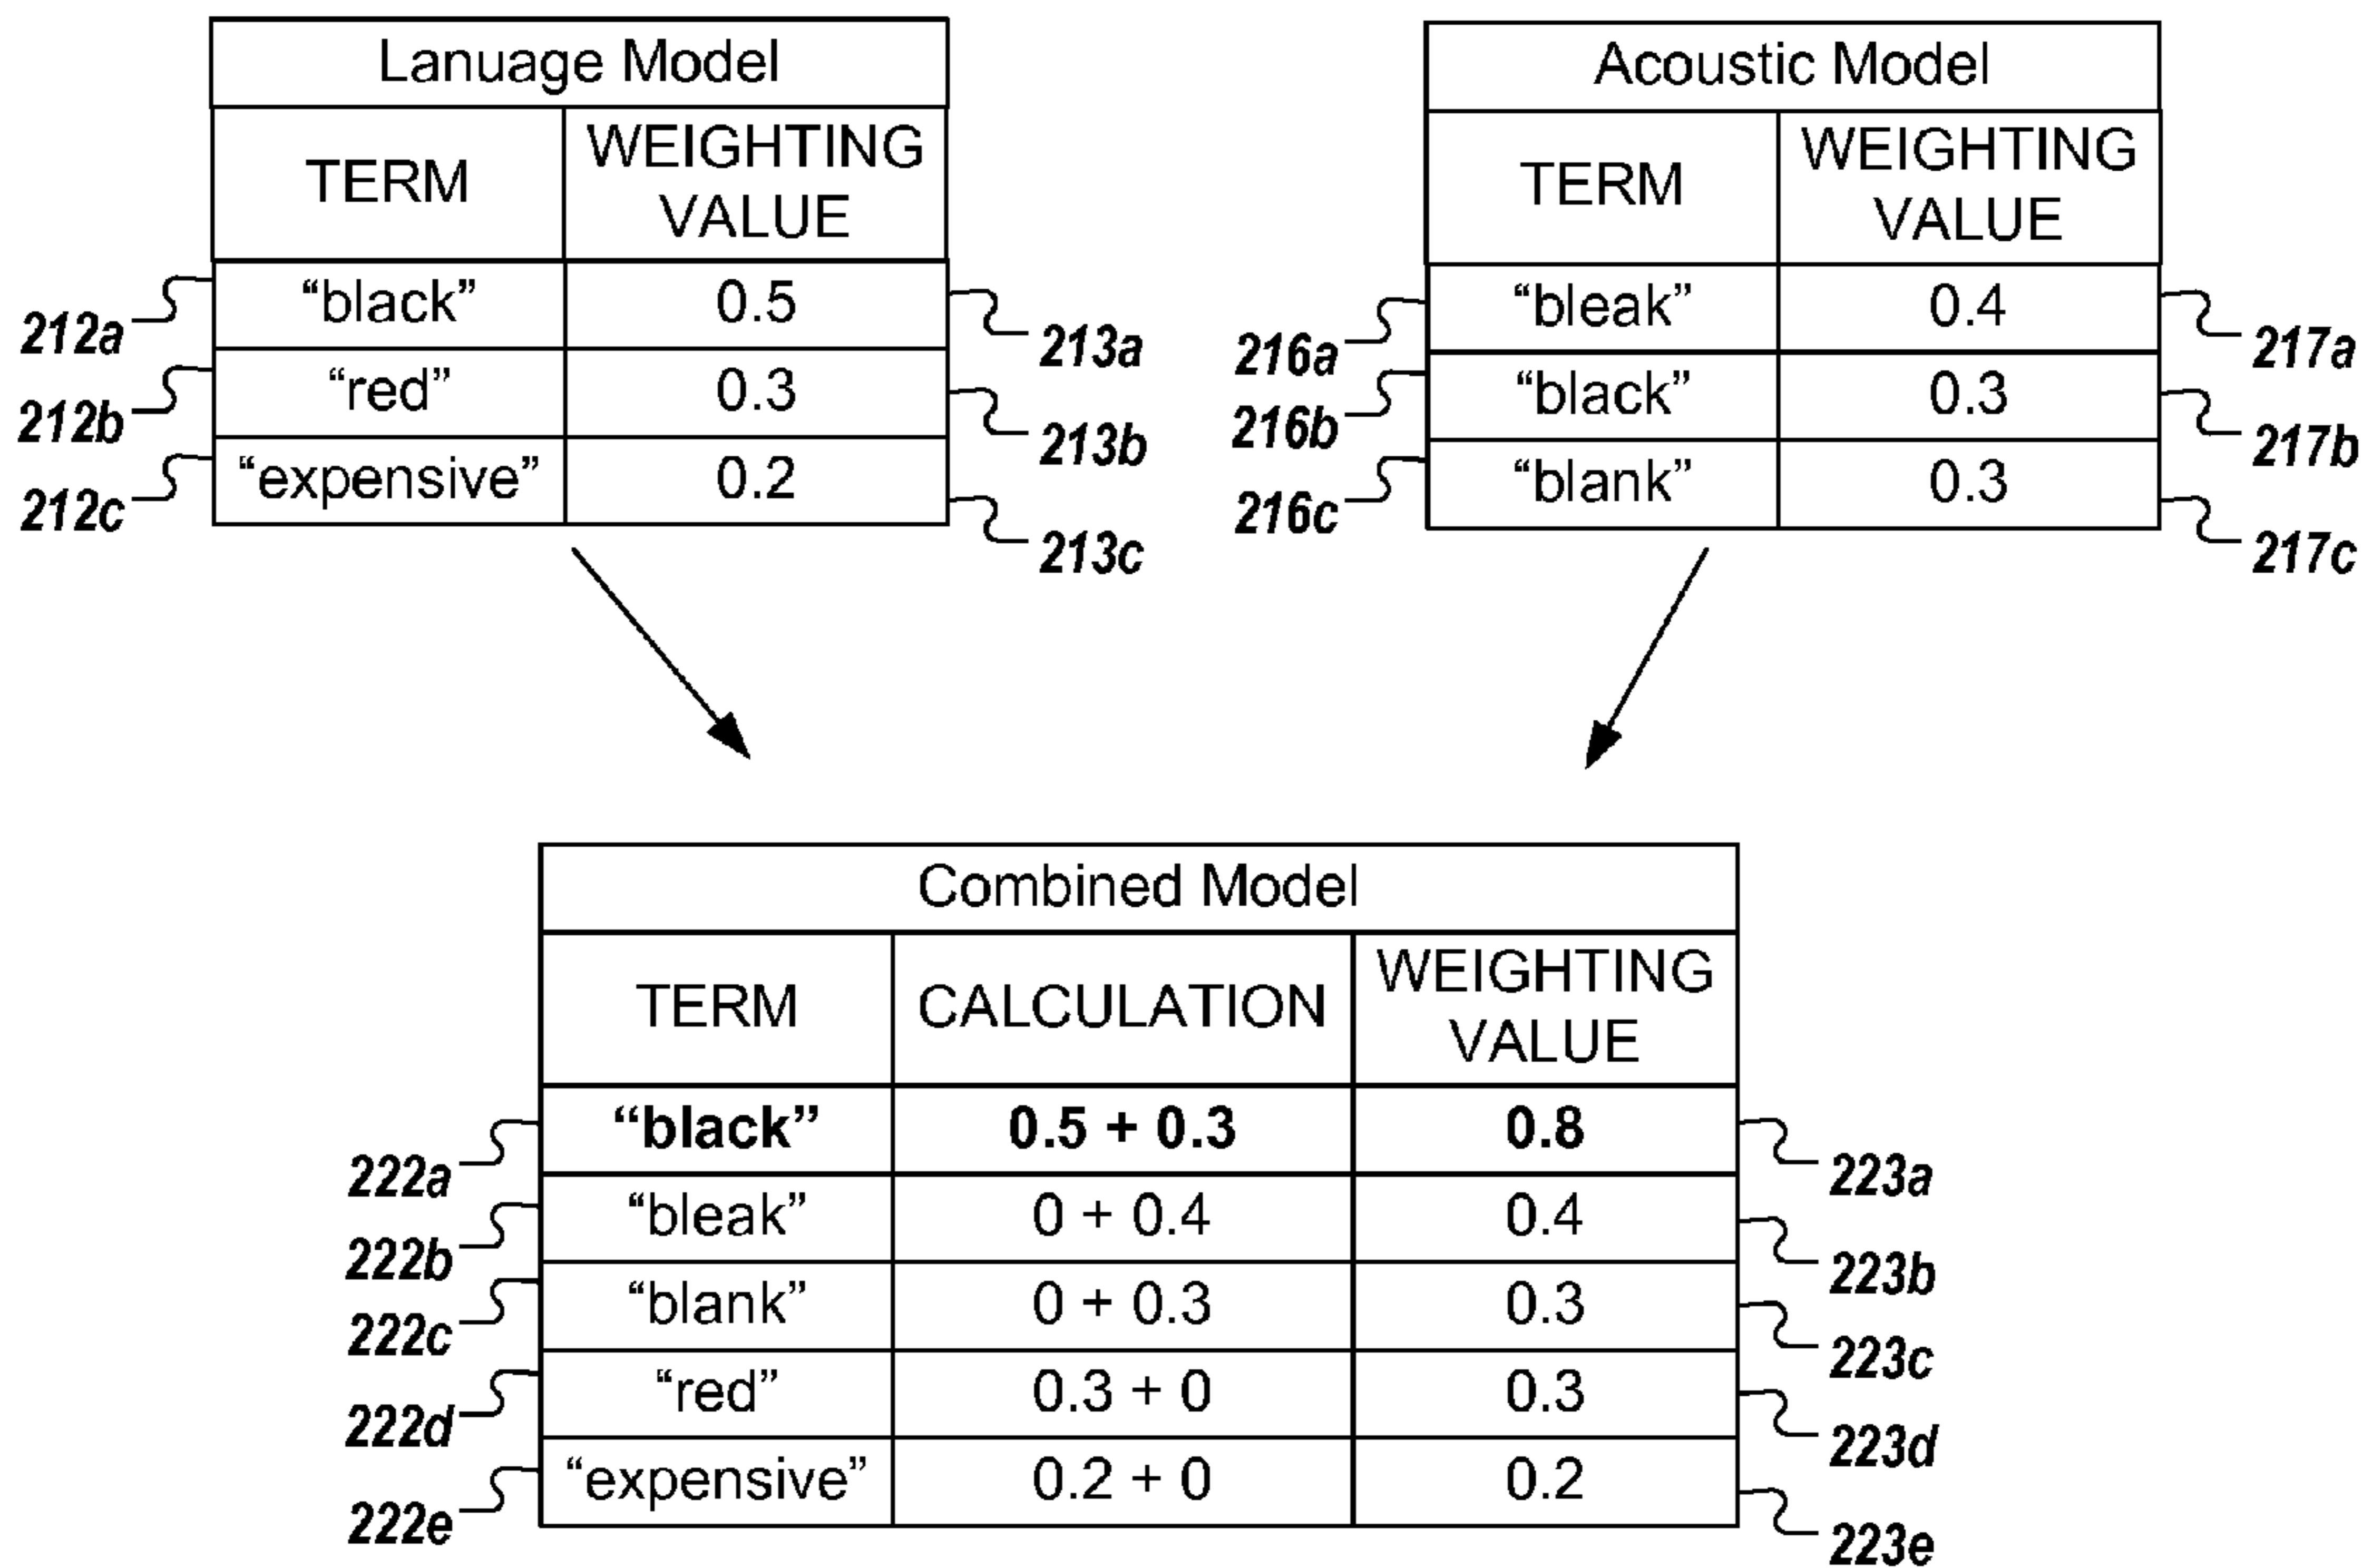 Lanuage Model
TERM WEIGHTING VALUE
212a “black” 0.5 213a
212b “red” 0.3 213b
212c “expensive” 0.2 213c
Acoustic Model
TERM WEIGHTING VALUE
216a “bleak” 0.4 217a
216b “black” 0.3 217b
216c “blank” 0.3 217c
Combined Model
TERM CALCULATION WEIGHTING VALUE
222a “black” 0.5 + 0.3 0.8 223a
222b “bleak” 0 + 0.4 0.4 223b
222c “blank” 0 + 0.3 0.3 223c
222d “red” 0.3 + 0 0.3 223d
222e “expensive” 0.2 + 0 0.2 223e